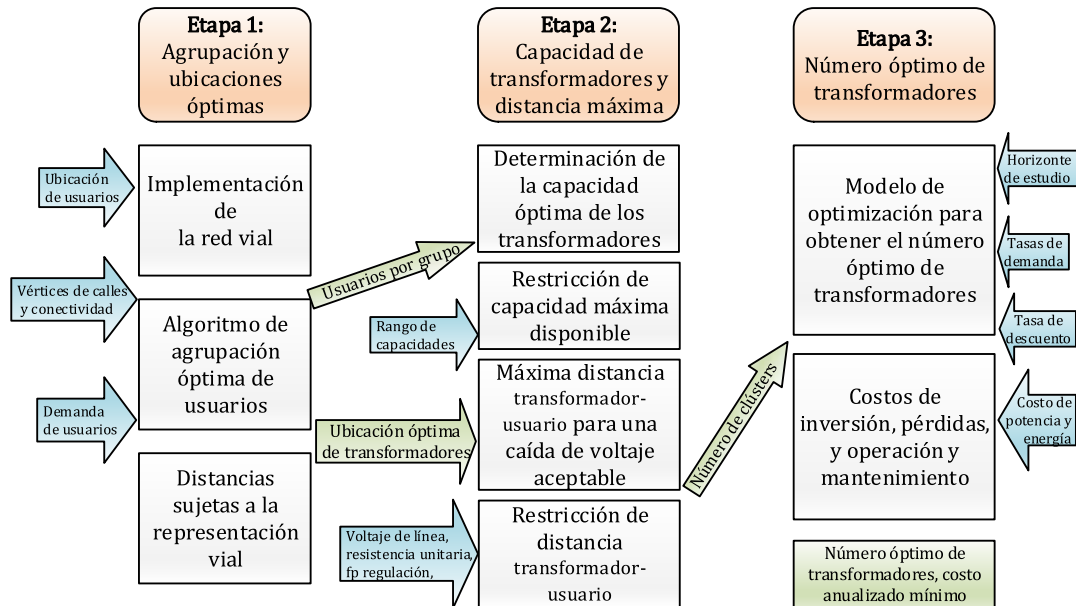 Etapa 1:
Agrupación y
ubicaciones
óptimas
Ubicación
de usuarios
Implementación
de
la red vial
Vértices de calles
y conectividad
Algoritmo de
agrupación
óptima de
usuarios
Demanda
de usuarios
Distancias
sujetas a la
representación
vial
Usuarios por grupo
Ubicación óptima
de transformadores
Etapa 2:
Capacidad de
transformadores y
distancia máxima
Determinación de
la capacidad
óptima de los
transformadores
Rango de
capacidades
Restricción de
capacidad máxima
disponible
Máxima distancia
transformador-
usuario para una
caída de voltaje
aceptable
Voltaje de línea,
resistencia unitaria,
fp regulación,
Restricción de
distancia
transformador-
usuario
Número de clústers
Etapa 3:
Número óptimo de
transformadores
Modelo de
optimización para
obtener el número
óptimo de
transformadores
Horizonte
de estudio
Tasas de
demanda
Tasa de
descuento
Costos de
inversión, pérdidas,
y operación y
mantenimiento
Costo de
potencia y
energía
Número óptimo de
transformadores, costo
anualizado mínimo